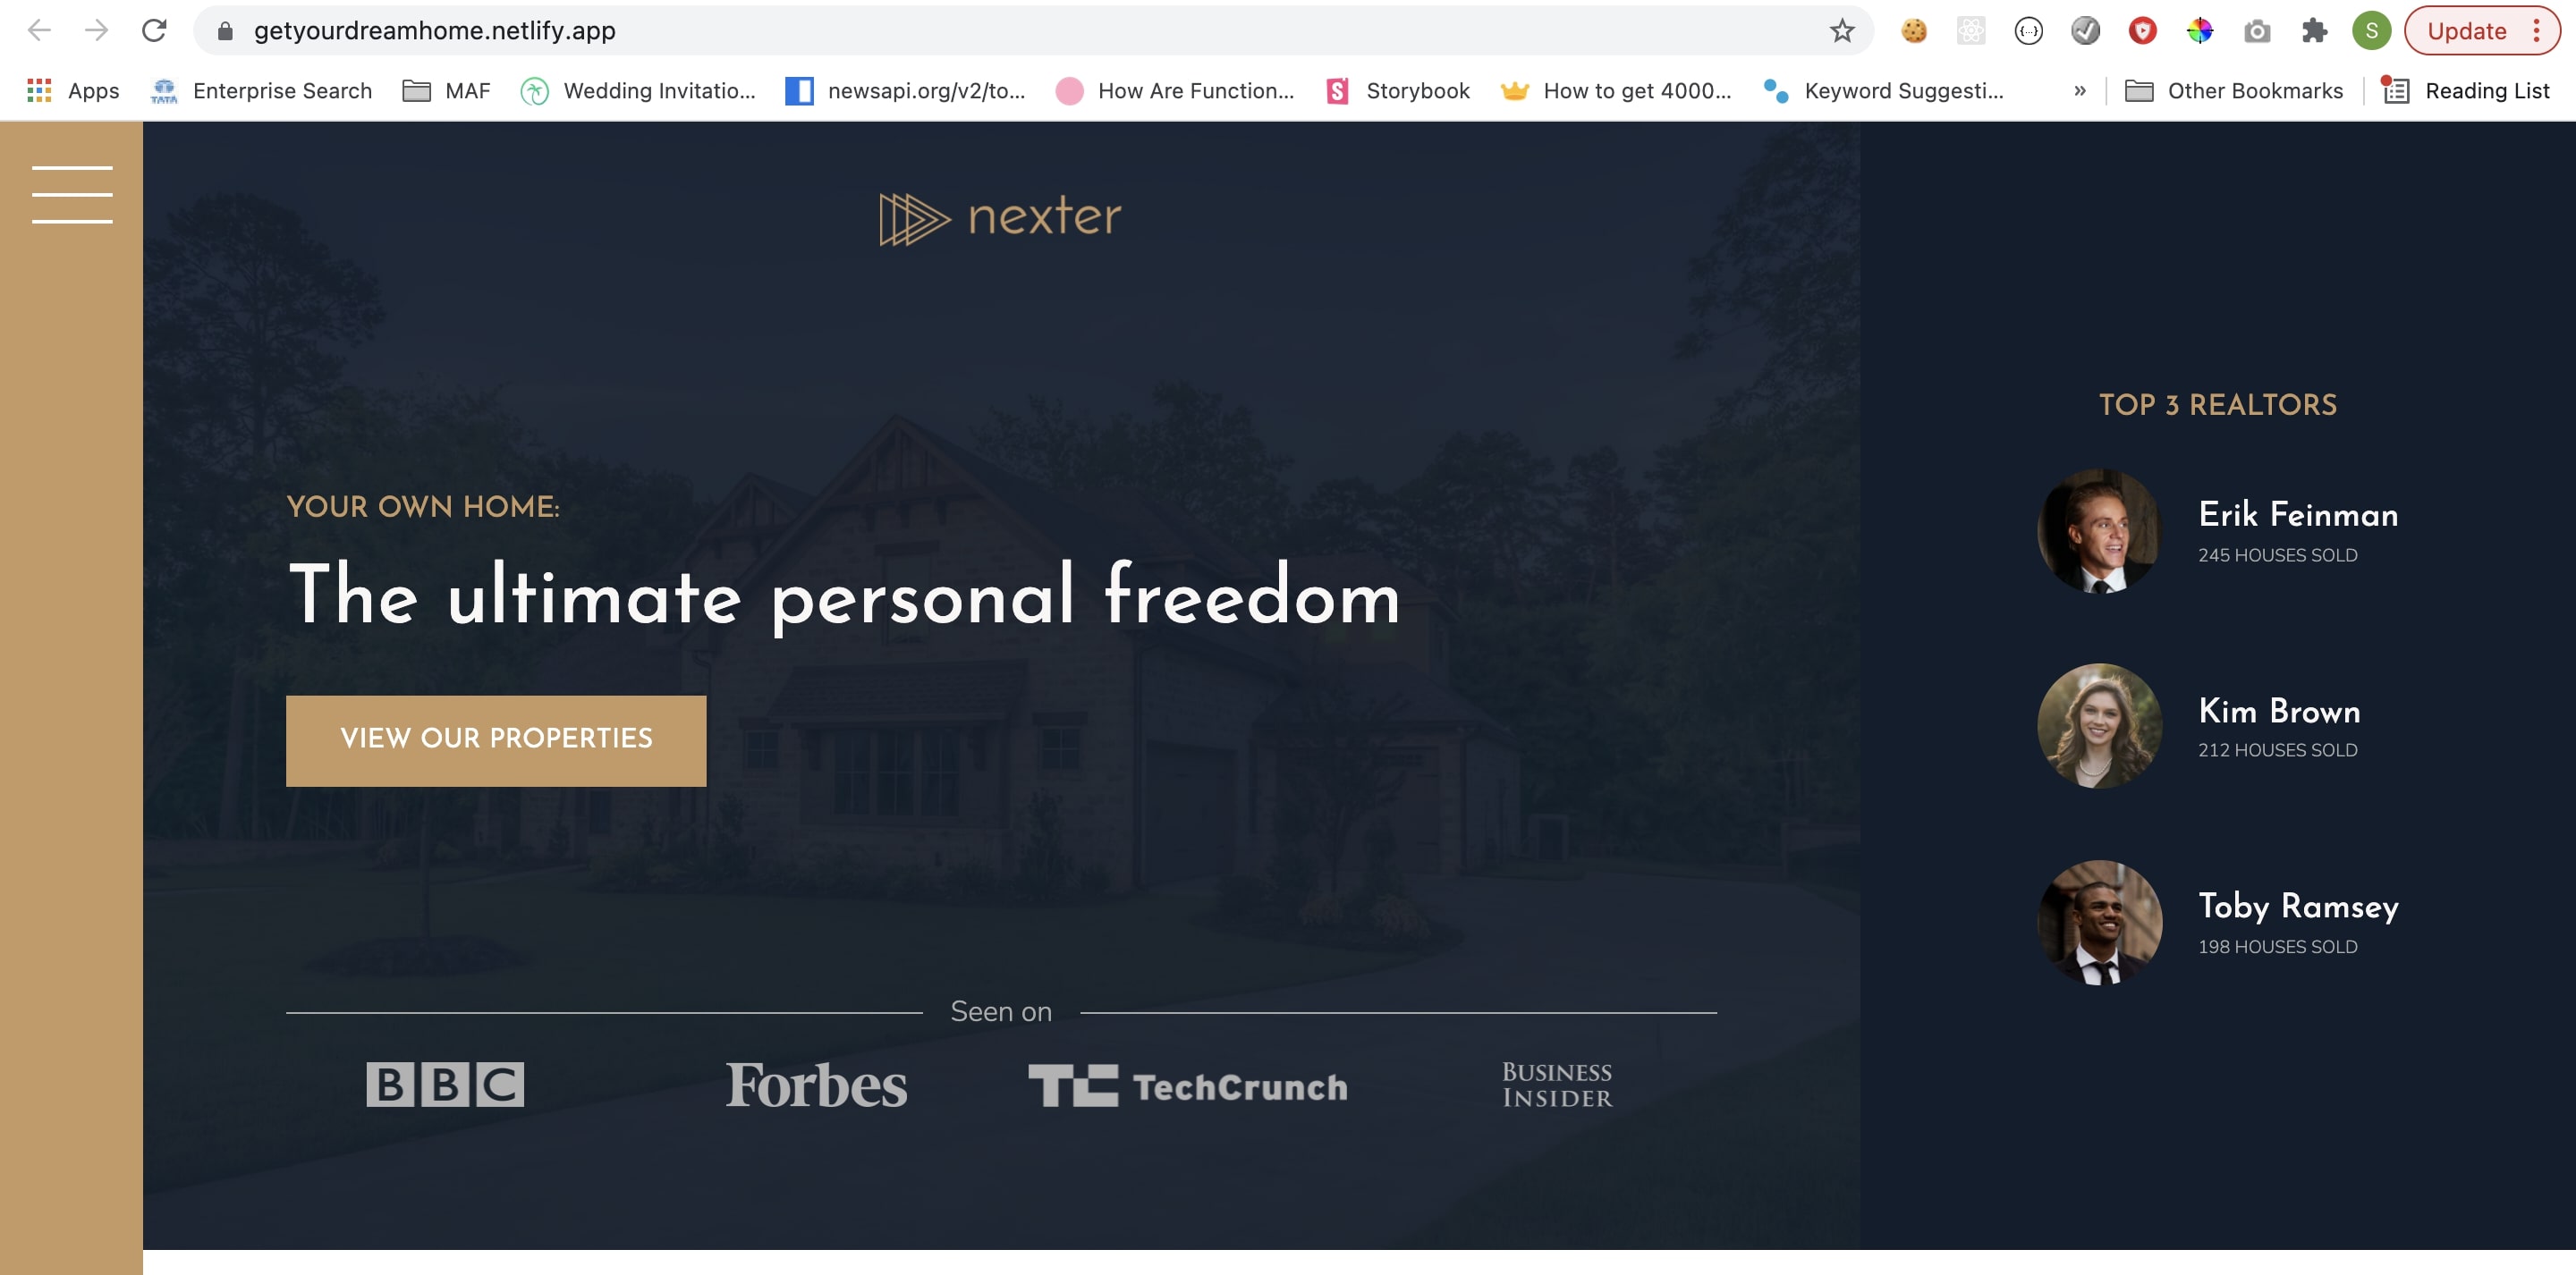 getyourdreamhome.netlify.app
S
Update
Apps
Enterprise Search
MAF
Wedding Invitatio...
newsapi.org/v2/to...
How Are Function...
Storybook
How to get 4000...
Keyword Suggesti...
»
Other Bookmarks
Reading List
nexter
YOUR OWN HOME:
The ultimate personal freedom
VIEW OUR PROPERTIES
Seen on
BBC
Forbes
TC TechCrunch
BUSINESS
INSIDER
TOP 3 REALTORS
Erik Feinman
245 HOUSES SOLD
Kim Brown
212 HOUSES SOLD
Toby Ramsey
198 HOUSES SOLD